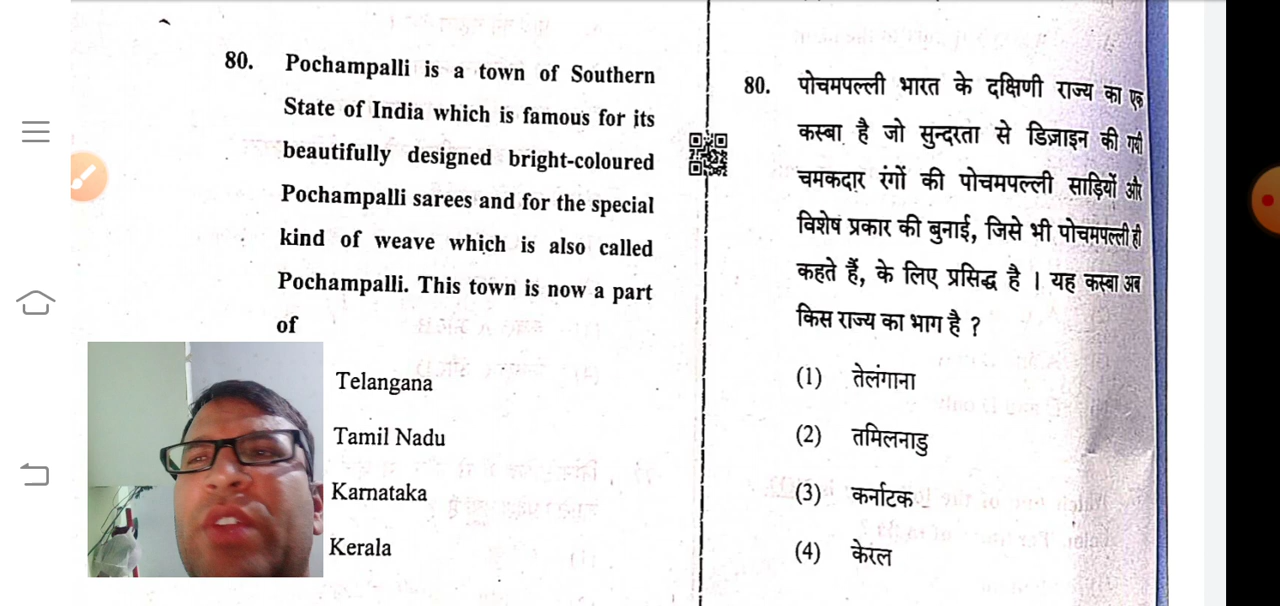 80. Pochampalli is a town of Southern
State of India which is famous for its
beautifully designed bright-coloured
Pochampalli sarees and for the special
kind of weave which is also called
Pochampalli. This town is now a part
of
Telangana
Tamil Nadu
Karnataka
Kerala
80. पोचमपल्ली भारत के दक्षिणी राज्य का एक
कस्बा है जो सुन्दरता से डिज़ाइन की गयी
चमकदार रंगों की पोचमपल्ली साड़ियों और
विशेष प्रकार की बुनाई, जिसे भी पोचमपल्ली ही
कहते हैं, के लिए प्रसिद्ध है । यह कस्बा अब
किस राज्य का भाग है ?
(1) तेलंगाना
(2) तमिलनाडु
(3) कर्नाटक
(4) केरल